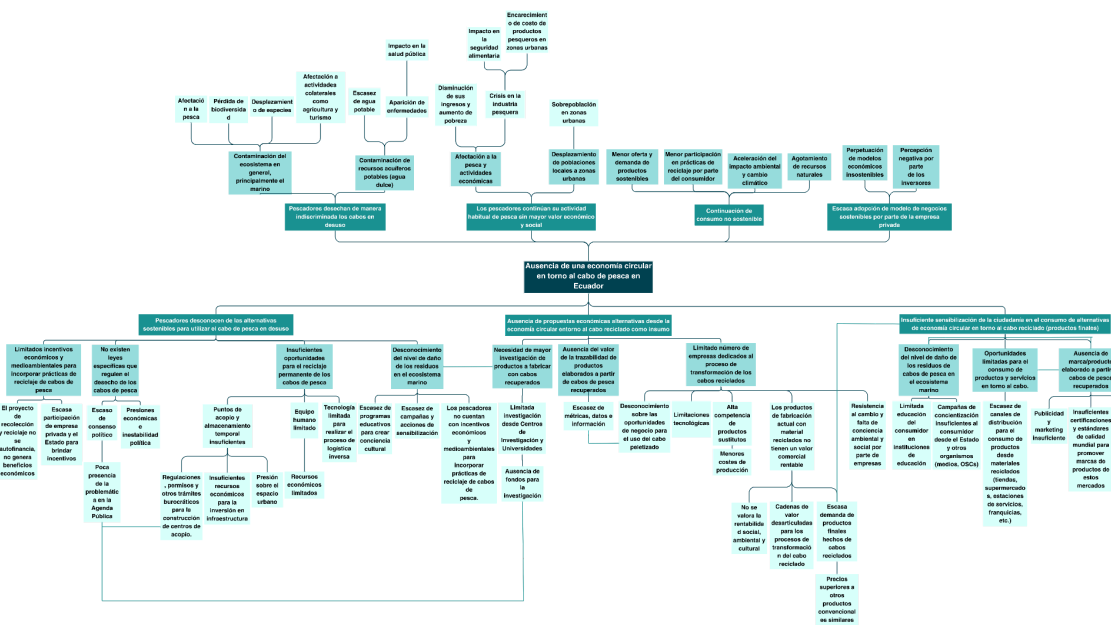 Encarecimient
o de costo de
productos
pesqueros en
zonas urbanas
Impacto en
la
seguridad
alimentaria
Impacto en la
salud pública
Afectación a
actividades
colaterales
como
agricultura y
turismo
Afectació
n a la
pesca
Pérdida de
biodiversida
d
Desplazamient
o de especies
Escasez
de agua
potable
Aparición de
enfermedades
Disminución
de sus
ingresos y
aumento de
pobreza
Crisis en la
industria
pesquera
Sobrepoblación
en zonas
urbanas
Contaminación del
ecosistema en
general,
principalmente el
marino
Contaminación de
recursos acuíferos
potables (agua
dulce)
Afectación a la
pesca y
actividades
económicas
Desplazamiento
de poblaciones
locales a zonas
urbanas
Menor oferta y
demanda de
productos
sostenibles
Menor participación
en prácticas de
reciclaje por parte
del consumidor
Aceleración del
impacto ambiental
y cambio
climático
Agotamiento
de recursos
naturales
Perpetuación
de modelos
económicos
insostenibles
Percepción
negativa por
parte
de los
inversores
Pescadores desechan de manera
indiscriminada los cabos en
desuso
Los pescadores continúan su actividad
habitual de pesca sin mayor valor económico
y social
Continuación de
consumo no sostenible
Escasa adopción de modelo de negocios
sostenibles por parte de la empresa
privada
Ausencia de una economía circular
en torno al cabo de pesca en
Ecuador
Pescadores desconocen de las alternativas
sostenibles para utilizar el cabo de pesca en desuso
Ausencia de propuestas económicas alternativas desde la
economía circular entorno al cabo reciclado como insumo
Insuficiente sensibilización de la ciudadanía en el consumo de alternativas
de economía circular en torno al cabo reciclado (productos finales)
Limitados incentivos
económicos y
medioambientales para
incorporar prácticas de
reciclaje de cabos de
pesca
No existen
leyes
específicas que
regulen el
desecho de los
cabos de pesca
Insuficientes
oportunidades
para el reciclaje
permanente de los
cabos de pesca
Desconocimiento
del nivel de daño
de los residuos
en el ecosistema
marino
Necesidad de mayor
investigación de
productos a fabricar
con cabos
recuperados
Ausencia del valor
de la trazabilidad de
productos
elaborados a partir
de cabos de pesca
recuperados
Limitado número de
empresas dedicados al
proceso de
transformación de los
cabos reciclados
Desconocimiento
del nivel de daño de
los residuos de
cabos de pesca en
el ecosistema
marino
Oportunidades
limitadas para el
consumo de
productos y servicios
en torno al cabo.
Ausencia de
marca/producto
elaborado a partir de
cabos de pesca
recuperados
El proyecto
de
recolección
y reciclaje no
se
autofinancia,
no genera
beneficios
económicos
Escasa
participación
de empresa
privada y el
Estado para
brindar
incentivos
Escaso
consenso
político
Presiones
económicas
e
inestabilidad
política
Puntos de
acopio y
almacenamiento
temporal
insuficientes
Equipo
humano
limitado
Tecnología
limitada
para
realizar el
proceso de
logística
inversa
Escasez de
programas
educativos
para crear
conciencia
cultural
Escasez de
campañas y
acciones de
sensibilización
Los pescadores
no cuentan
con incentivos
económicos y
medioambientales
para
incorporar
prácticas de
reciclaje de cabos
de
pesca.
Limitada
investigación
desde Centros
de
Investigación y
Universidades
Escasez de
métricas, datos e
información
Desconocimiento
sobre las
oportunidades
de negocio para
el uso del cabo
peletizado
Limitaciones
tecnológicas
Alta
competencia
de
productos
sustitutos
/
Menores
costos de
producción
Los productos
de fabricación
actual con
material
reciclados no
tienen un valor
comercial
rentable
Resistencia
al cambio y
falta de
conciencia
ambiental y
social por
parte de
empresas
Limitada
educación
del
consumidor
en
instituciones
de
educación
Campañas de
concientización
insuficientes al
consumidor
desde el Estado
y otros
organismos
(medios, OSCs)
Escasez de
canales de
distribución
para el
consumo de
productos
desde
materiales
reciclados
(tiendas,
supermercado
s, estaciones
de servicios,
franquicias,
etc.)
Publicidad
y
marketing
insuficiente
Insuficientes
certificaciones
y estándares
de calidad
mundial para
promover
marca de
productos de
estos
mercados
Poca
presencia
de la
problemátic
a en la
Agenda
Pública
Regulaciones
, permisos y
otros trámites
burocráticos
para la
construcción
de centros de
acopio.
Insuficientes
recursos
económicos
para la
inversión en
infraestructura
Presión
sobre el
espacio
urbano
Recursos
económicos
limitados
Ausencia de
fondos para
la
investigación
No se
valora la
rentabilida
d social,
ambiental y
cultural
Cadenas de
valor
desarticuladas
para los
procesos de
transformació
n del cabo
reciclado
Escasa
demanda de
productos
finales
hechos de
cabos
reciclados
Precios
superiores a
otros
productos
convencional
es similares